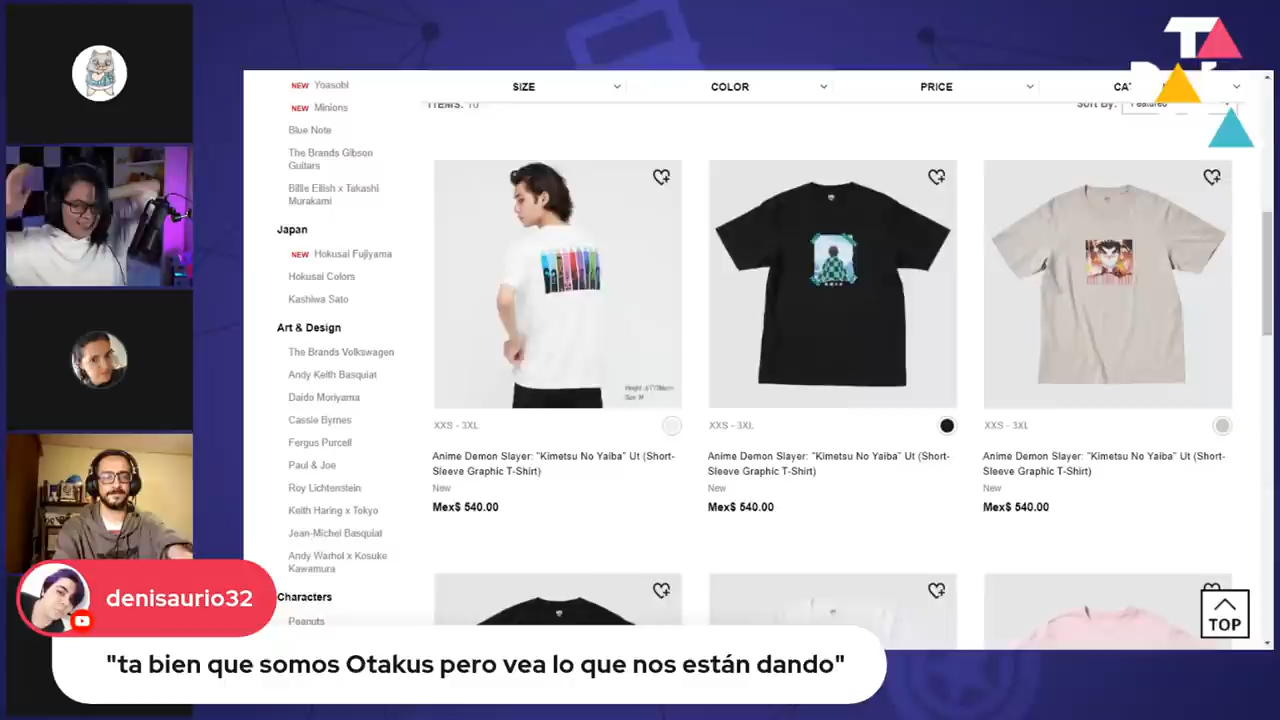 NEW Yoasobi
NEW Minions
Blue Note
The Brands Gibson
Guitars
Billie Eilish x Takashi
Murakami
Japan
NEW Hokusai Fujiyama
Hokusai Colors
Kashiwa Sato
Art & Design
The Brands Volkswagen
Andy Keith Basquiat
Daido Moriyama
Cassie Byrnes
Fergus Purcell
Paul & Joe
Roy Lichtenstein
Keith Haring x Tokyo
Jean-Michel Basquiat
Andy Warhol x Kosuke
Kawamura
Characters
Peanuts
SIZE
COLOR
PRICE
ITEMS: 10
Sort By: Featured
XXS - 3XL
Anime Demon Slayer: "Kimetsu No Yaiba" Ut (Short-
Sleeve Graphic T-Shirt)
New
Mex$ 540.00
XXS - 3XL
Anime Demon Slayer: "Kimetsu No Yaiba" Ut (Short-
Sleeve Graphic T-Shirt)
New
Mex$ 540.00
XXS - 3XL
Anime Demon Slayer: "Kimetsu No Yaiba" Ut (Short-
Sleeve Graphic T-Shirt)
New
Mex$ 540.00
TOP
denisaurio32
"ta bien que somos Otakus pero vea lo que nos están dando"